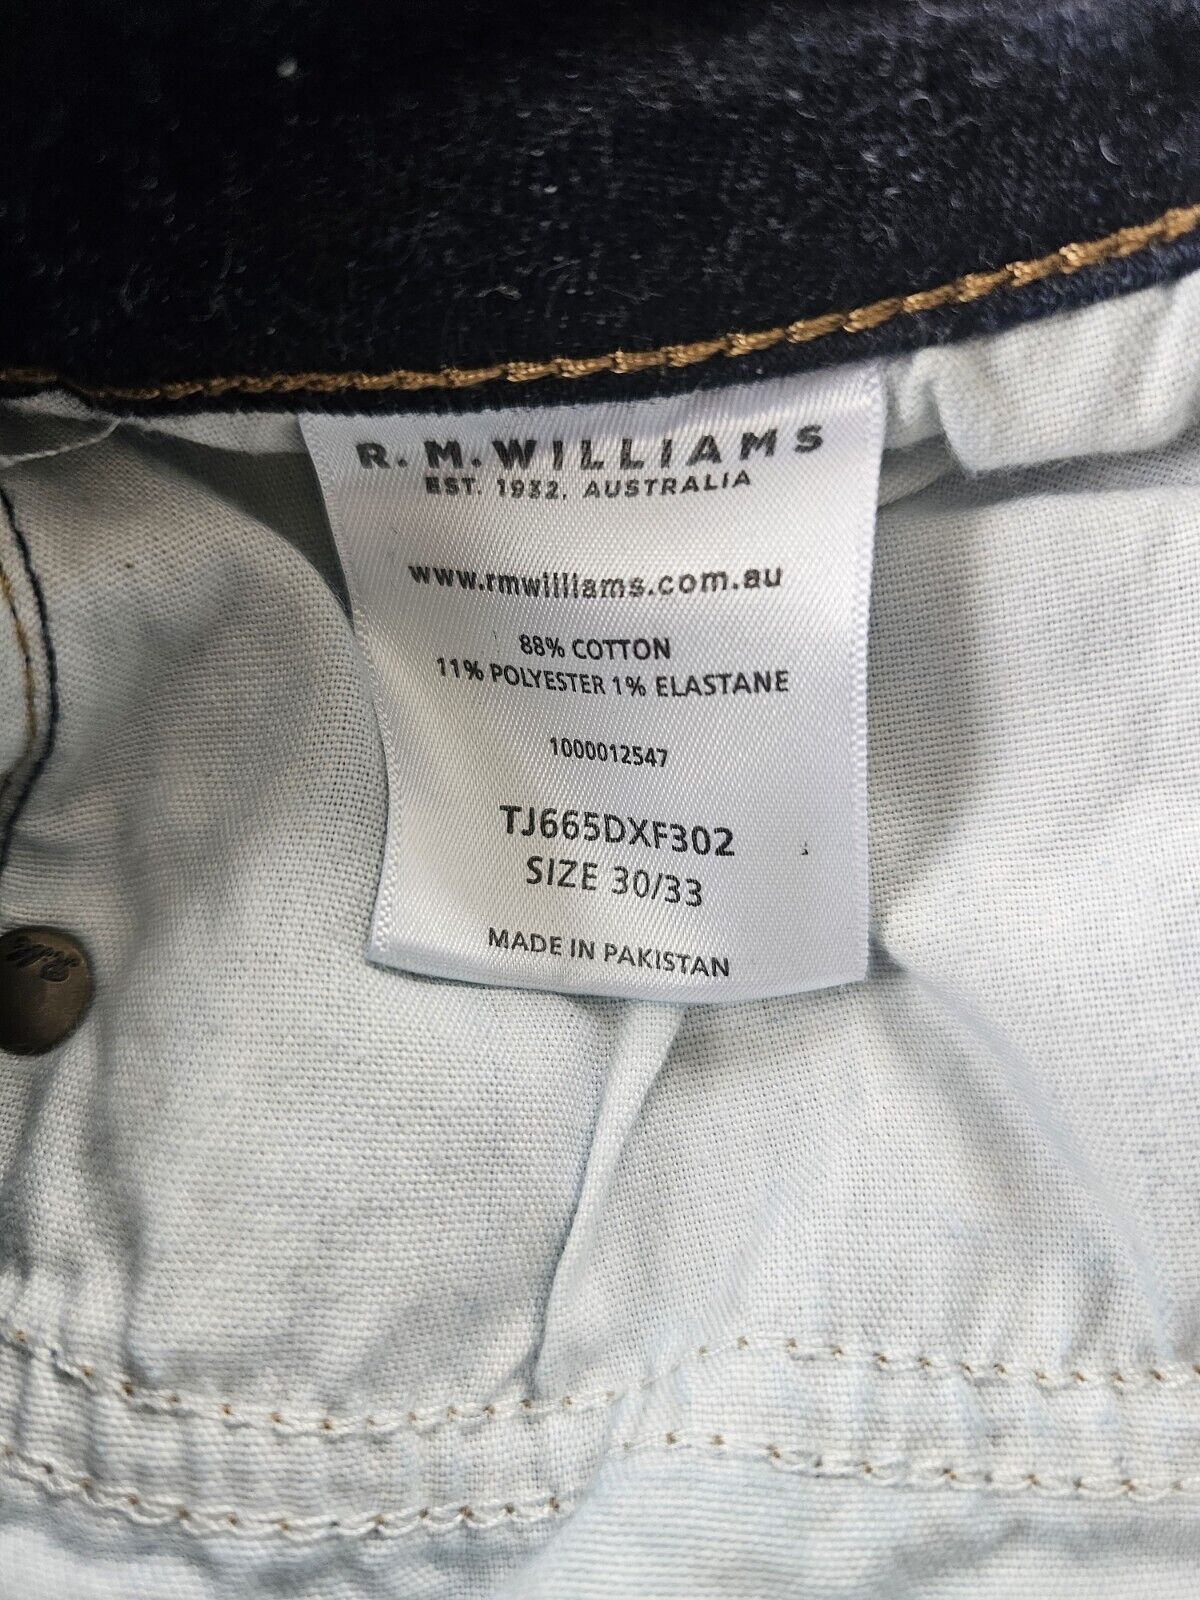 R. M. WILLIAMS
EST. 1932. AUSTRALIA
www.rmwilliams.com.au
88% COTTON
11% POLYESTER 1% ELASTANE
1000012547
TJ665DXF302
SIZE 30/33
MADE IN PAKISTAN